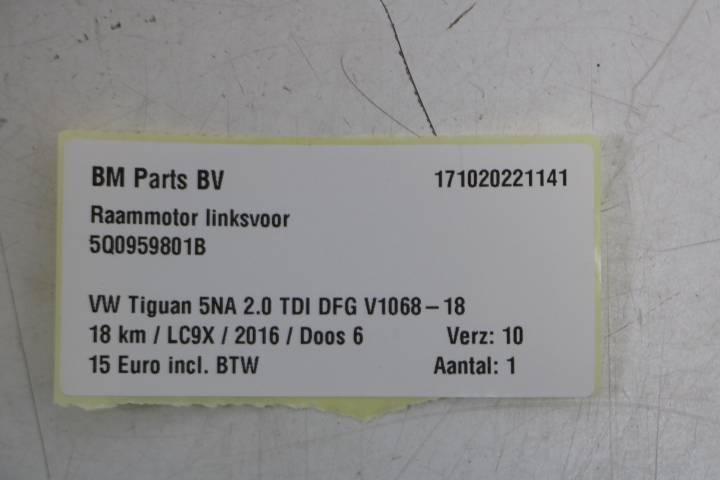 BM Parts BV 171020221141
Raammotor linksvoor
5Q0959801B
VW Tiguan 5NA 2.0 TDI DFG V1068-18
18 km / LC9X / 2016 / Doos 6 Verz: 10
15 Euro incl. BTW Aantal: 1